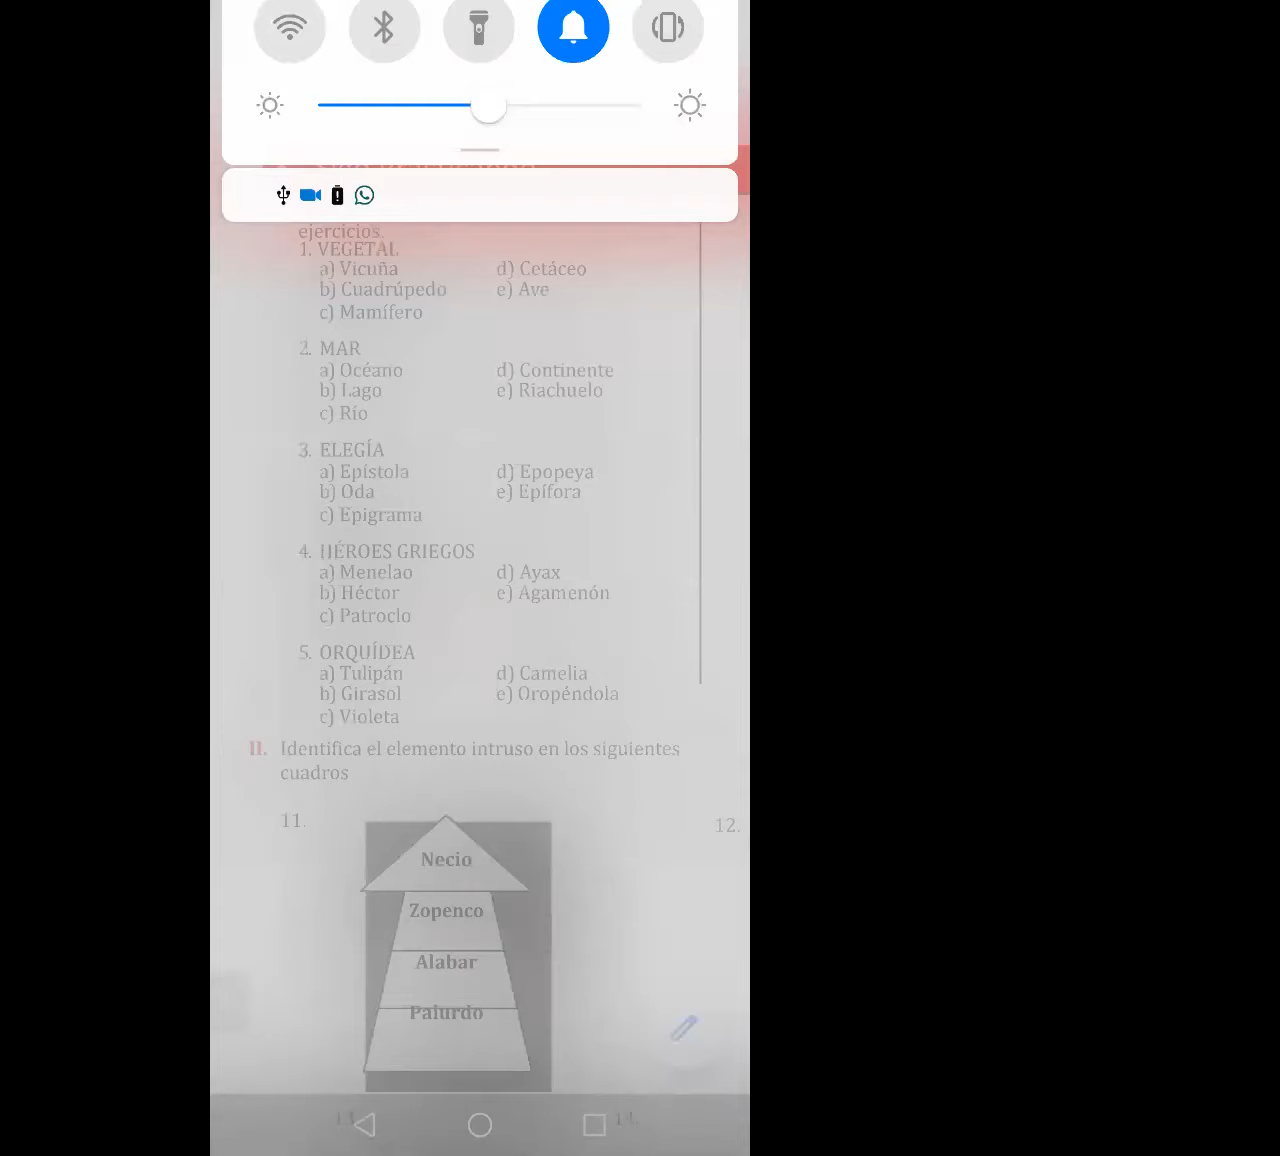 ejercicios.
1. VEGETAL
a) Vicuña d) Cetáceo
b) Cuadrúpedo e) Ave
c) Mamífero
2. MAR
a) Océano d) Continente
b) Lago e) Riachuelo
c) Río
3. ELEGÍA
a) Epístola d) Epopeya
b) Oda e) Epífora
c) Epigrama
4. HÉROES GRIEGOS
a) Menelao d) Ayax
b) Héctor e) Agamenón
c) Patroclo
5. ORQUÍDEA
a) Tulipán d) Camelia
b) Girasol e) Oropéndola
c) Violeta
II. Identifica el elemento intruso en los siguientes
cuadros
11. 12.
Necio
Zopenco
Alabar
Palurdo
13. 14.